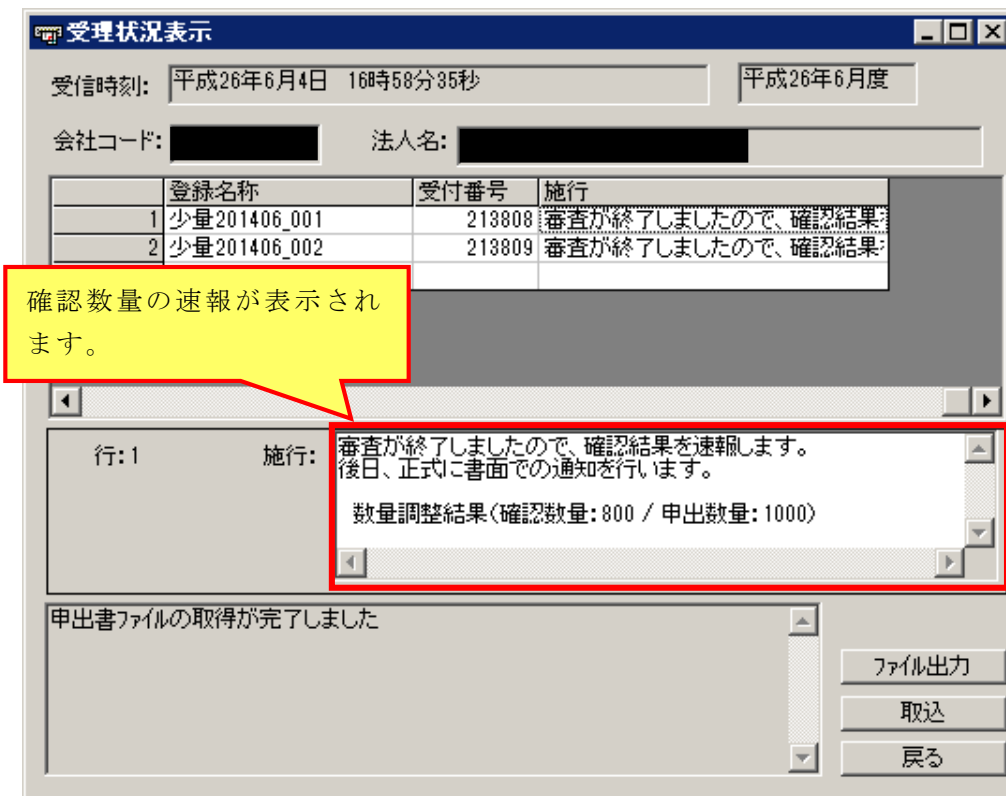 受理状況表示
受信時刻: 平成26年6月4日 16時58分35秒 平成26年6月度
会社コード: 法人名:
登録名称 受付番号 施行
1 少量201406_001 213808 審査が終了しましたので、確認結果
2 少量201406_002 213809 審査が終了しましたので、確認結果
確認数量の速報が表示され
ます。
行:1 施行:
審査が終了しましたので、確認結果を速報します。
後日、正式に書面での通知を行います。
数量調整結果(確認数量:800 / 申出数量:1000)
申出書ファイルの取得が完了しました
ファイル出力
取込
戻る